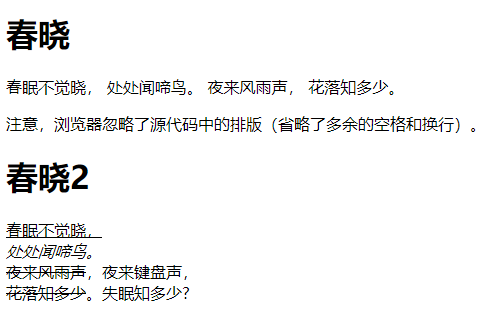 春晓
春眠不觉晓， 处处闻啼鸟。 夜来风雨声， 花落知多少。
注意，浏览器忽略了源代码中的排版（省略了多余的空格和换行）。
春晓2
春眠不觉晓，
处处闻啼鸟。
夜来风雨声，夜来键盘声，
花落知多少。失眠知多少?